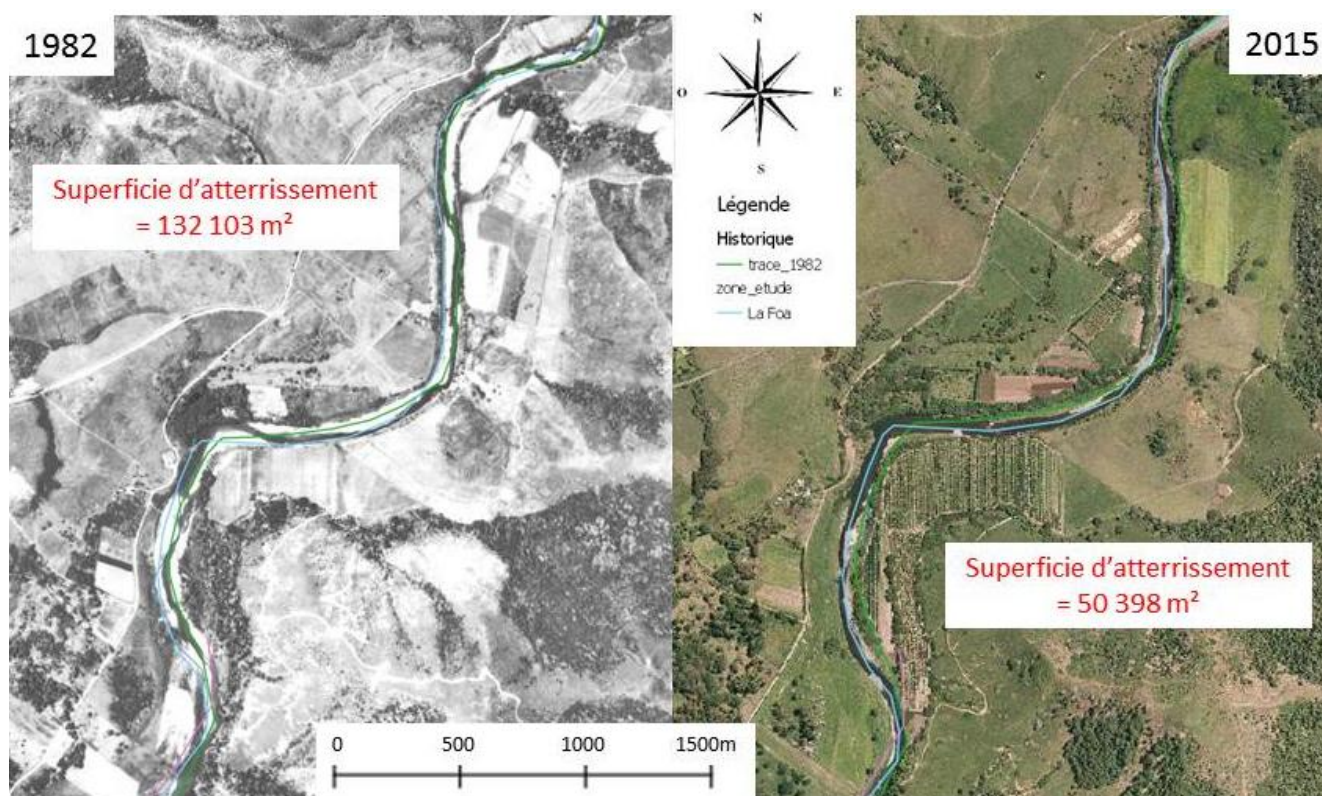 1982
2015
N
O
E
S
Superficie d’atterrissement
= 132 103 m²
Légende
Historique
trace_1982
zone_etude
La Foa
Superficie d’atterrissement
= 50 398 m²
0 500 1000 1500m